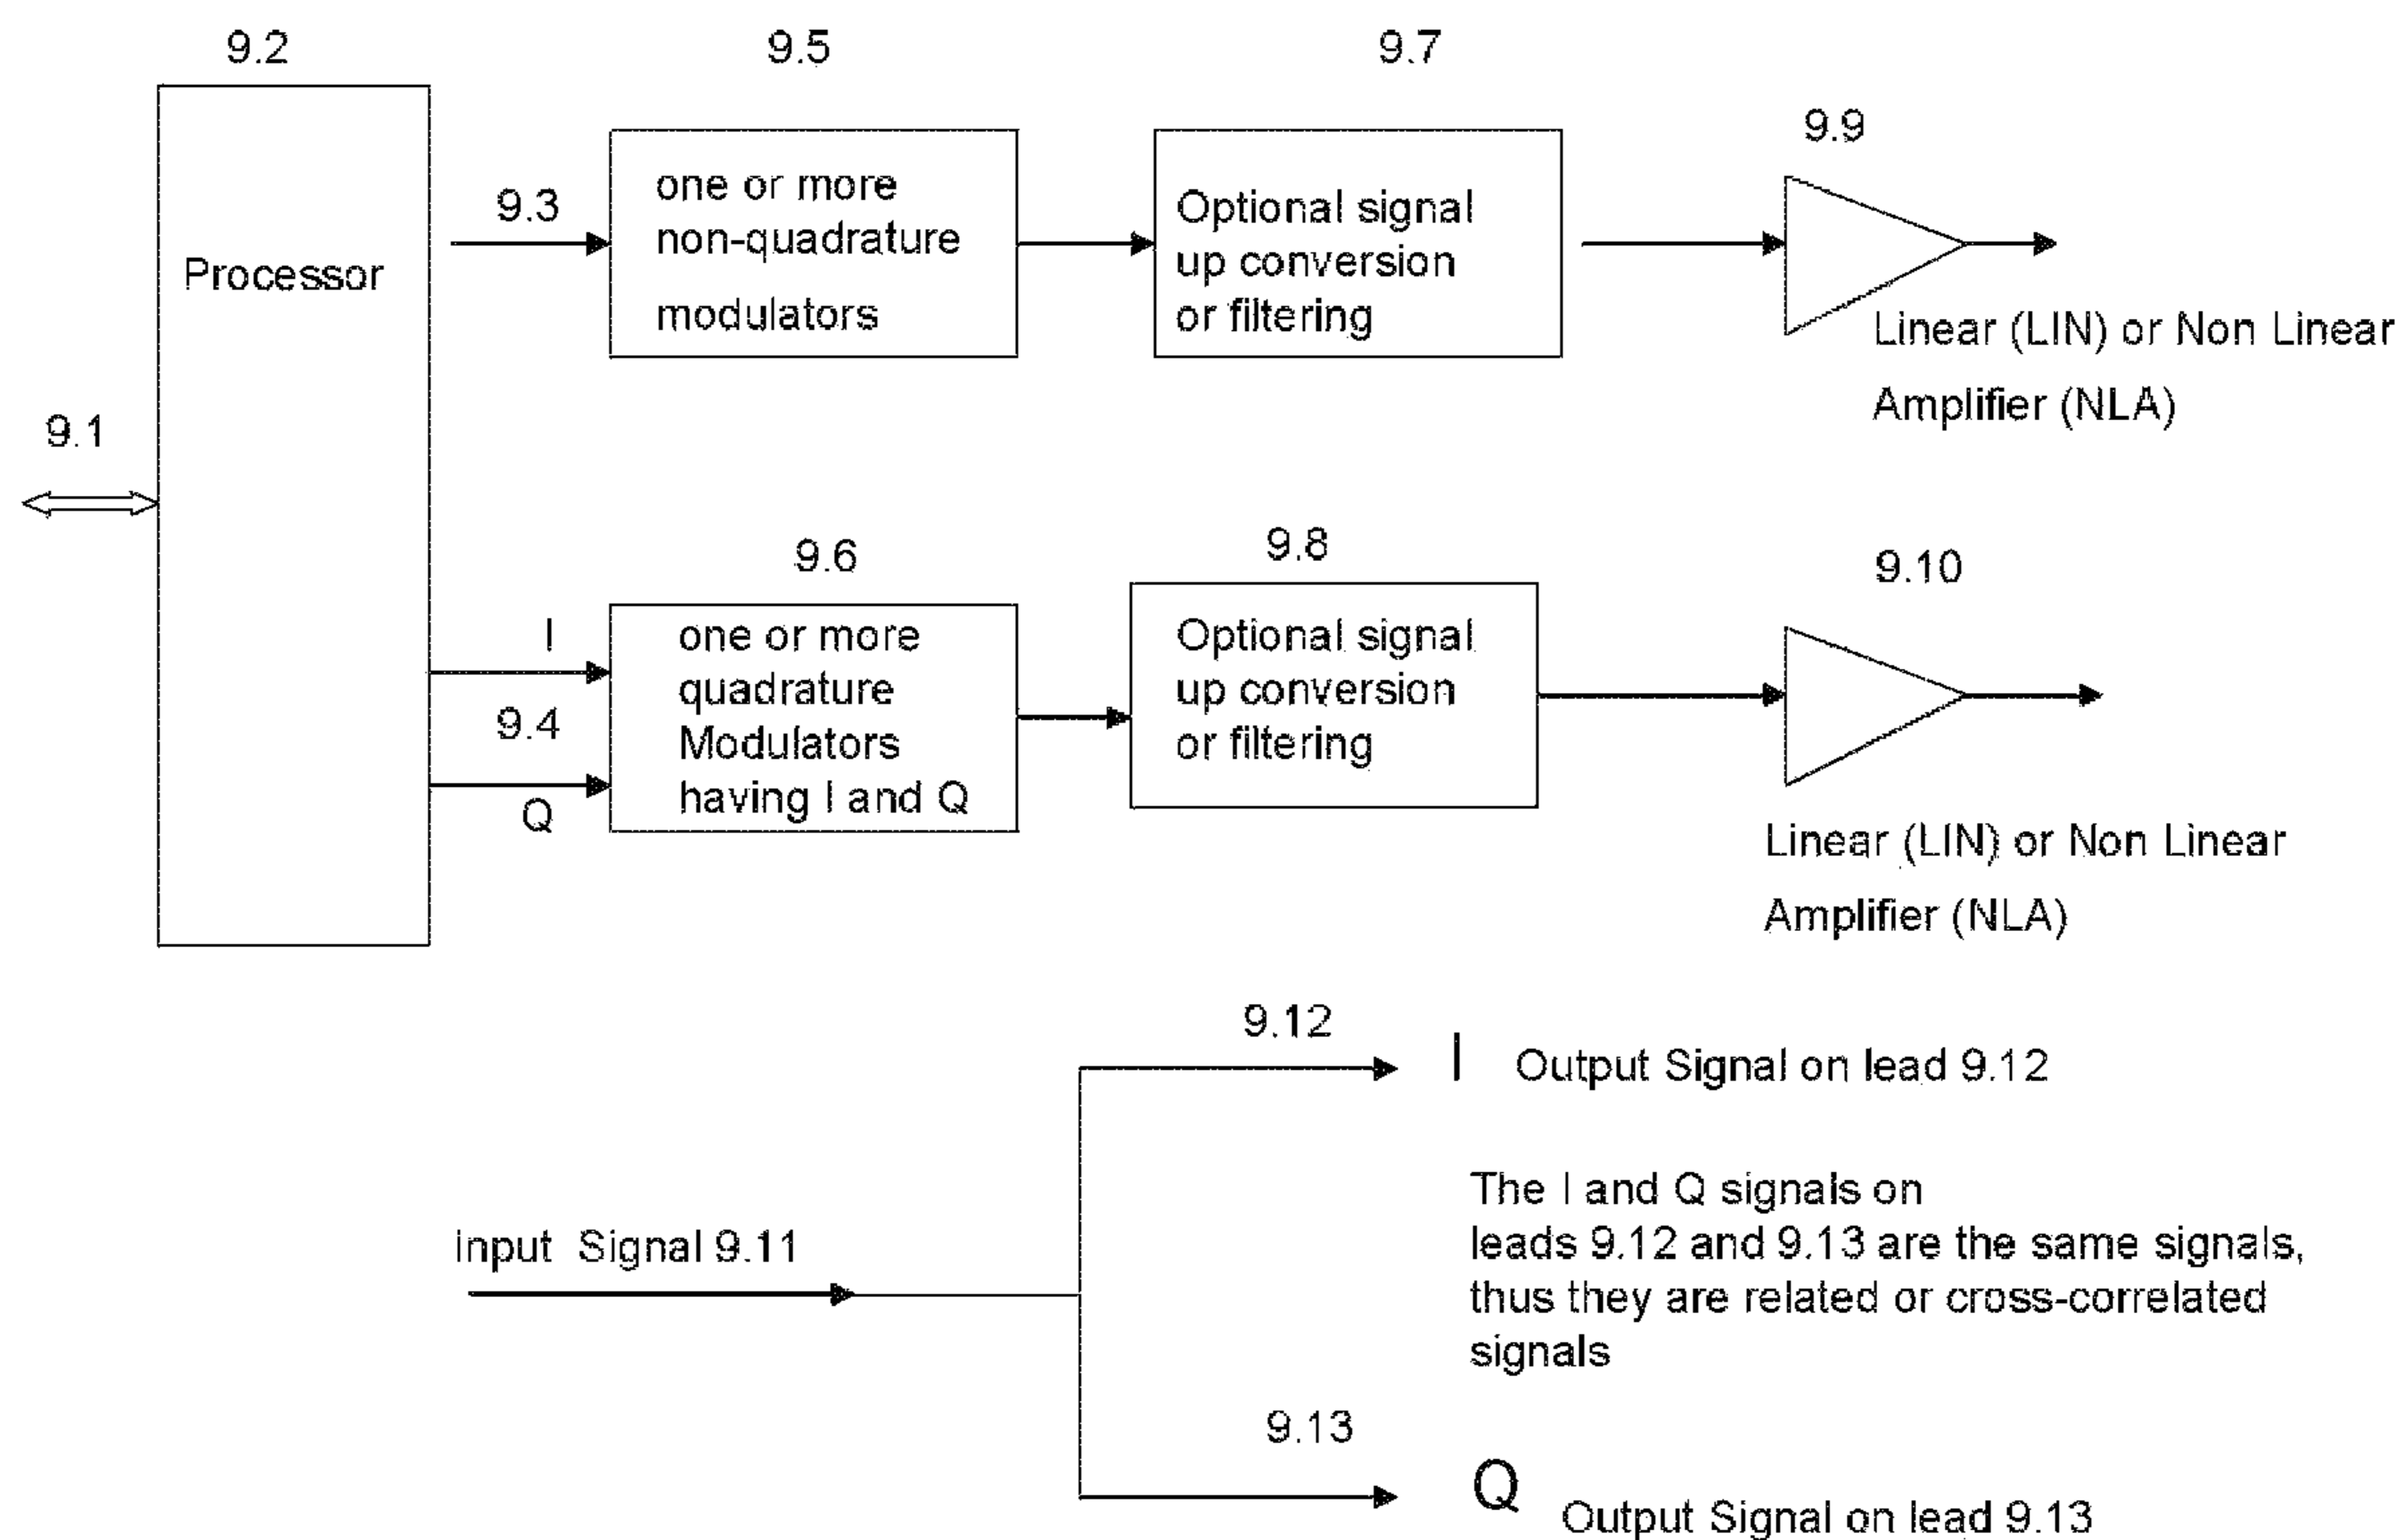 9.2
9.5
9.7
9.9
Processor
9.3
one or more
non-quadrature
modulators
Optional signal
up conversion
or filtering
Linear (LIN) or Non Linear
Amplifier (NLA)
9.1
9.6
9.8
9.10
I
9.4
Q
one or more
quadrature
Modulators
having I and Q
Optional signal
up conversion
or filtering
Linear (LIN) or Non Linear
Amplifier (NLA)
9.12
I Output Signal on lead 9.12
Input Signal 9.11
The I and Q signals on
leads 9.12 and 9.13 are the same signals,
thus they are related or cross-correlated
signals
9.13
Q Output Signal on lead 9.13